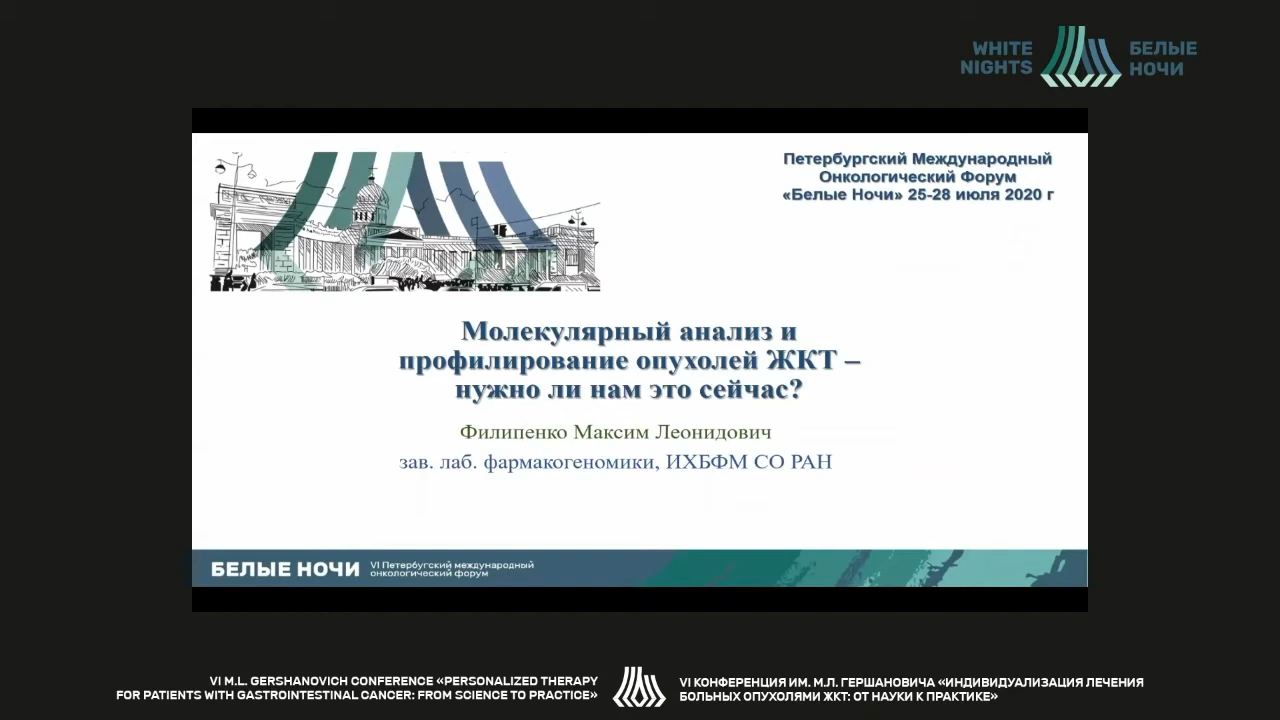 WHITE
NIGHTS
БЕЛЫЕ
НОЧИ
Петербургский Международный
Онкологический Форум
«Белые Ночи» 25-28 июля 2020 г
Молекулярный анализ и
профилирование опухолей ЖКТ –
нужно ли нам это сейчас?
Филипенко Максим Леонидович
зав. лаб. фармакогеномики, ИХБФМ СО РАН
БЕЛЫЕ НОЧИ
VI Петербугский международный
онкологический форум
VI M.L. GERSHANOVICH CONFERENCE «PERSONALIZED THERAPY
FOR PATIENTS WITH GASTROINTESTINAL CANCER: FROM SCIENCE TO PRACTICE»
VI КОНФЕРЕНЦИЯ ИМ. М.Л. ГЕРШАНОВИЧА «ИНДИВИДУАЛИЗАЦИЯ ЛЕЧЕНИЯ
БОЛЬНЫХ ОПУХОЛЯМИ ЖКТ: ОТ НАУКИ К ПРАКТИКЕ»